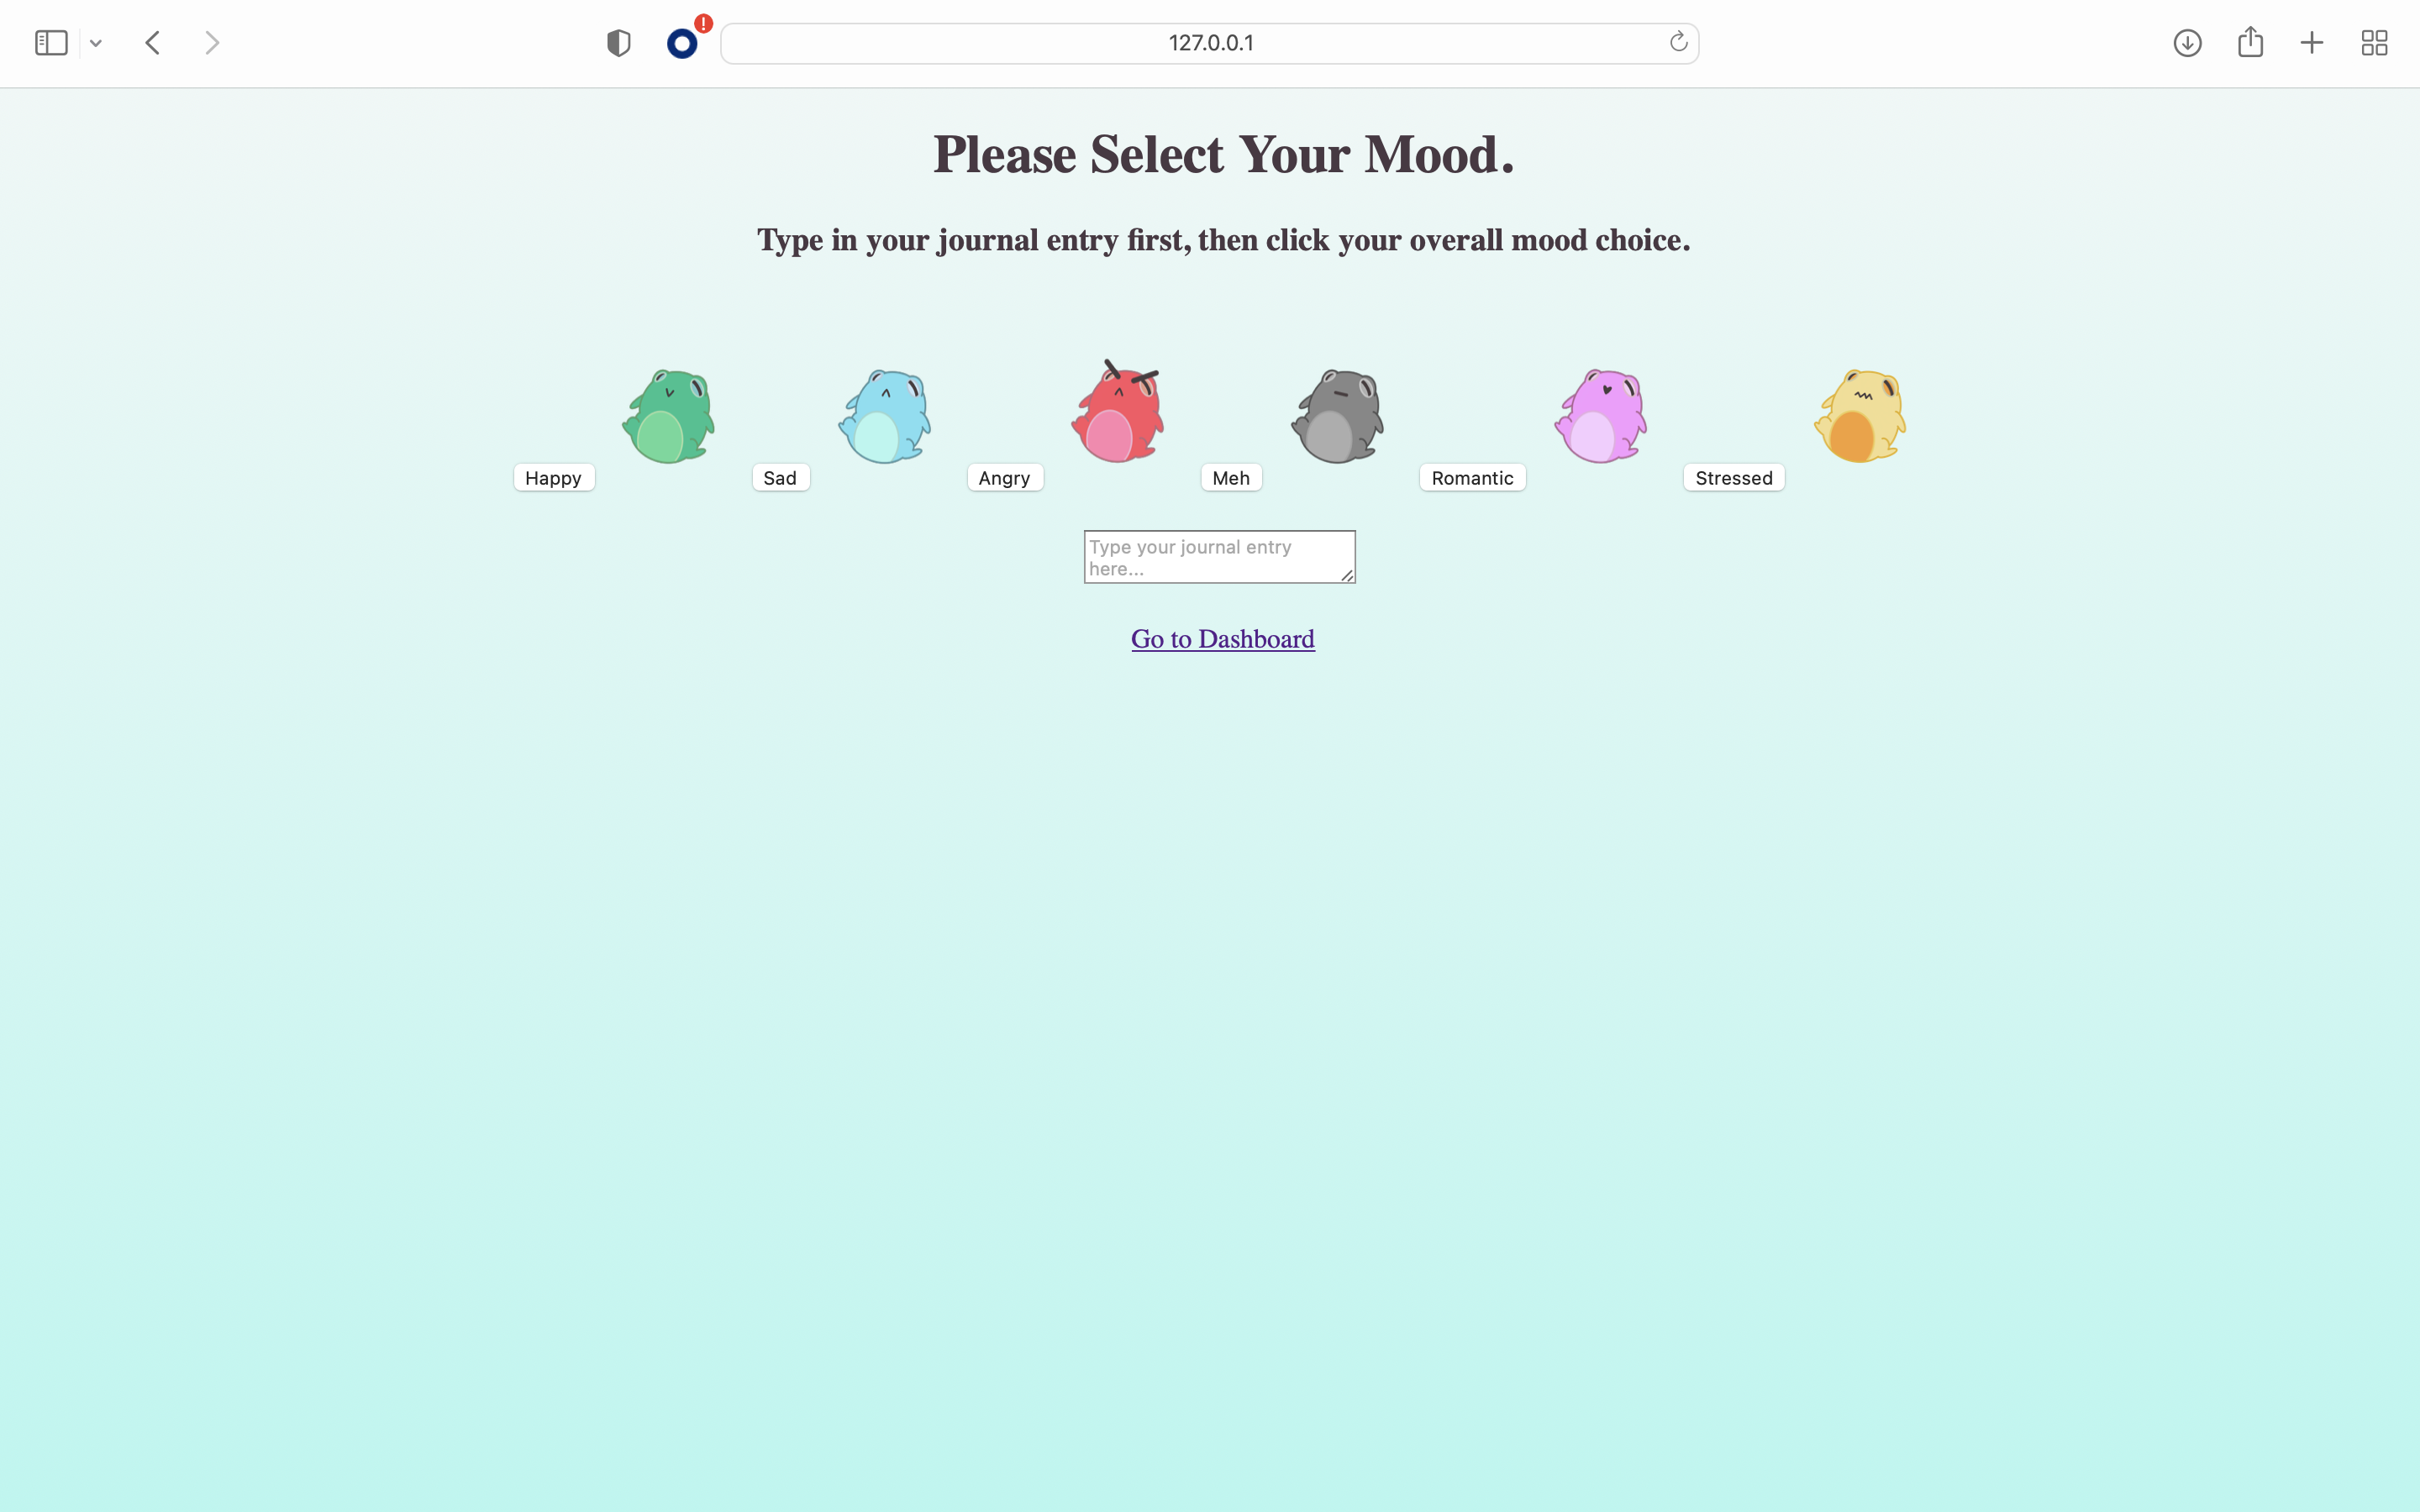 127.0.0.1
Please Select Your Mood.
Type in your journal entry first, then click your overall mood choice.
Happy
Sad
Angry
Meh
Romantic
Stressed
Type your journal entry
here...
Go to Dashboard